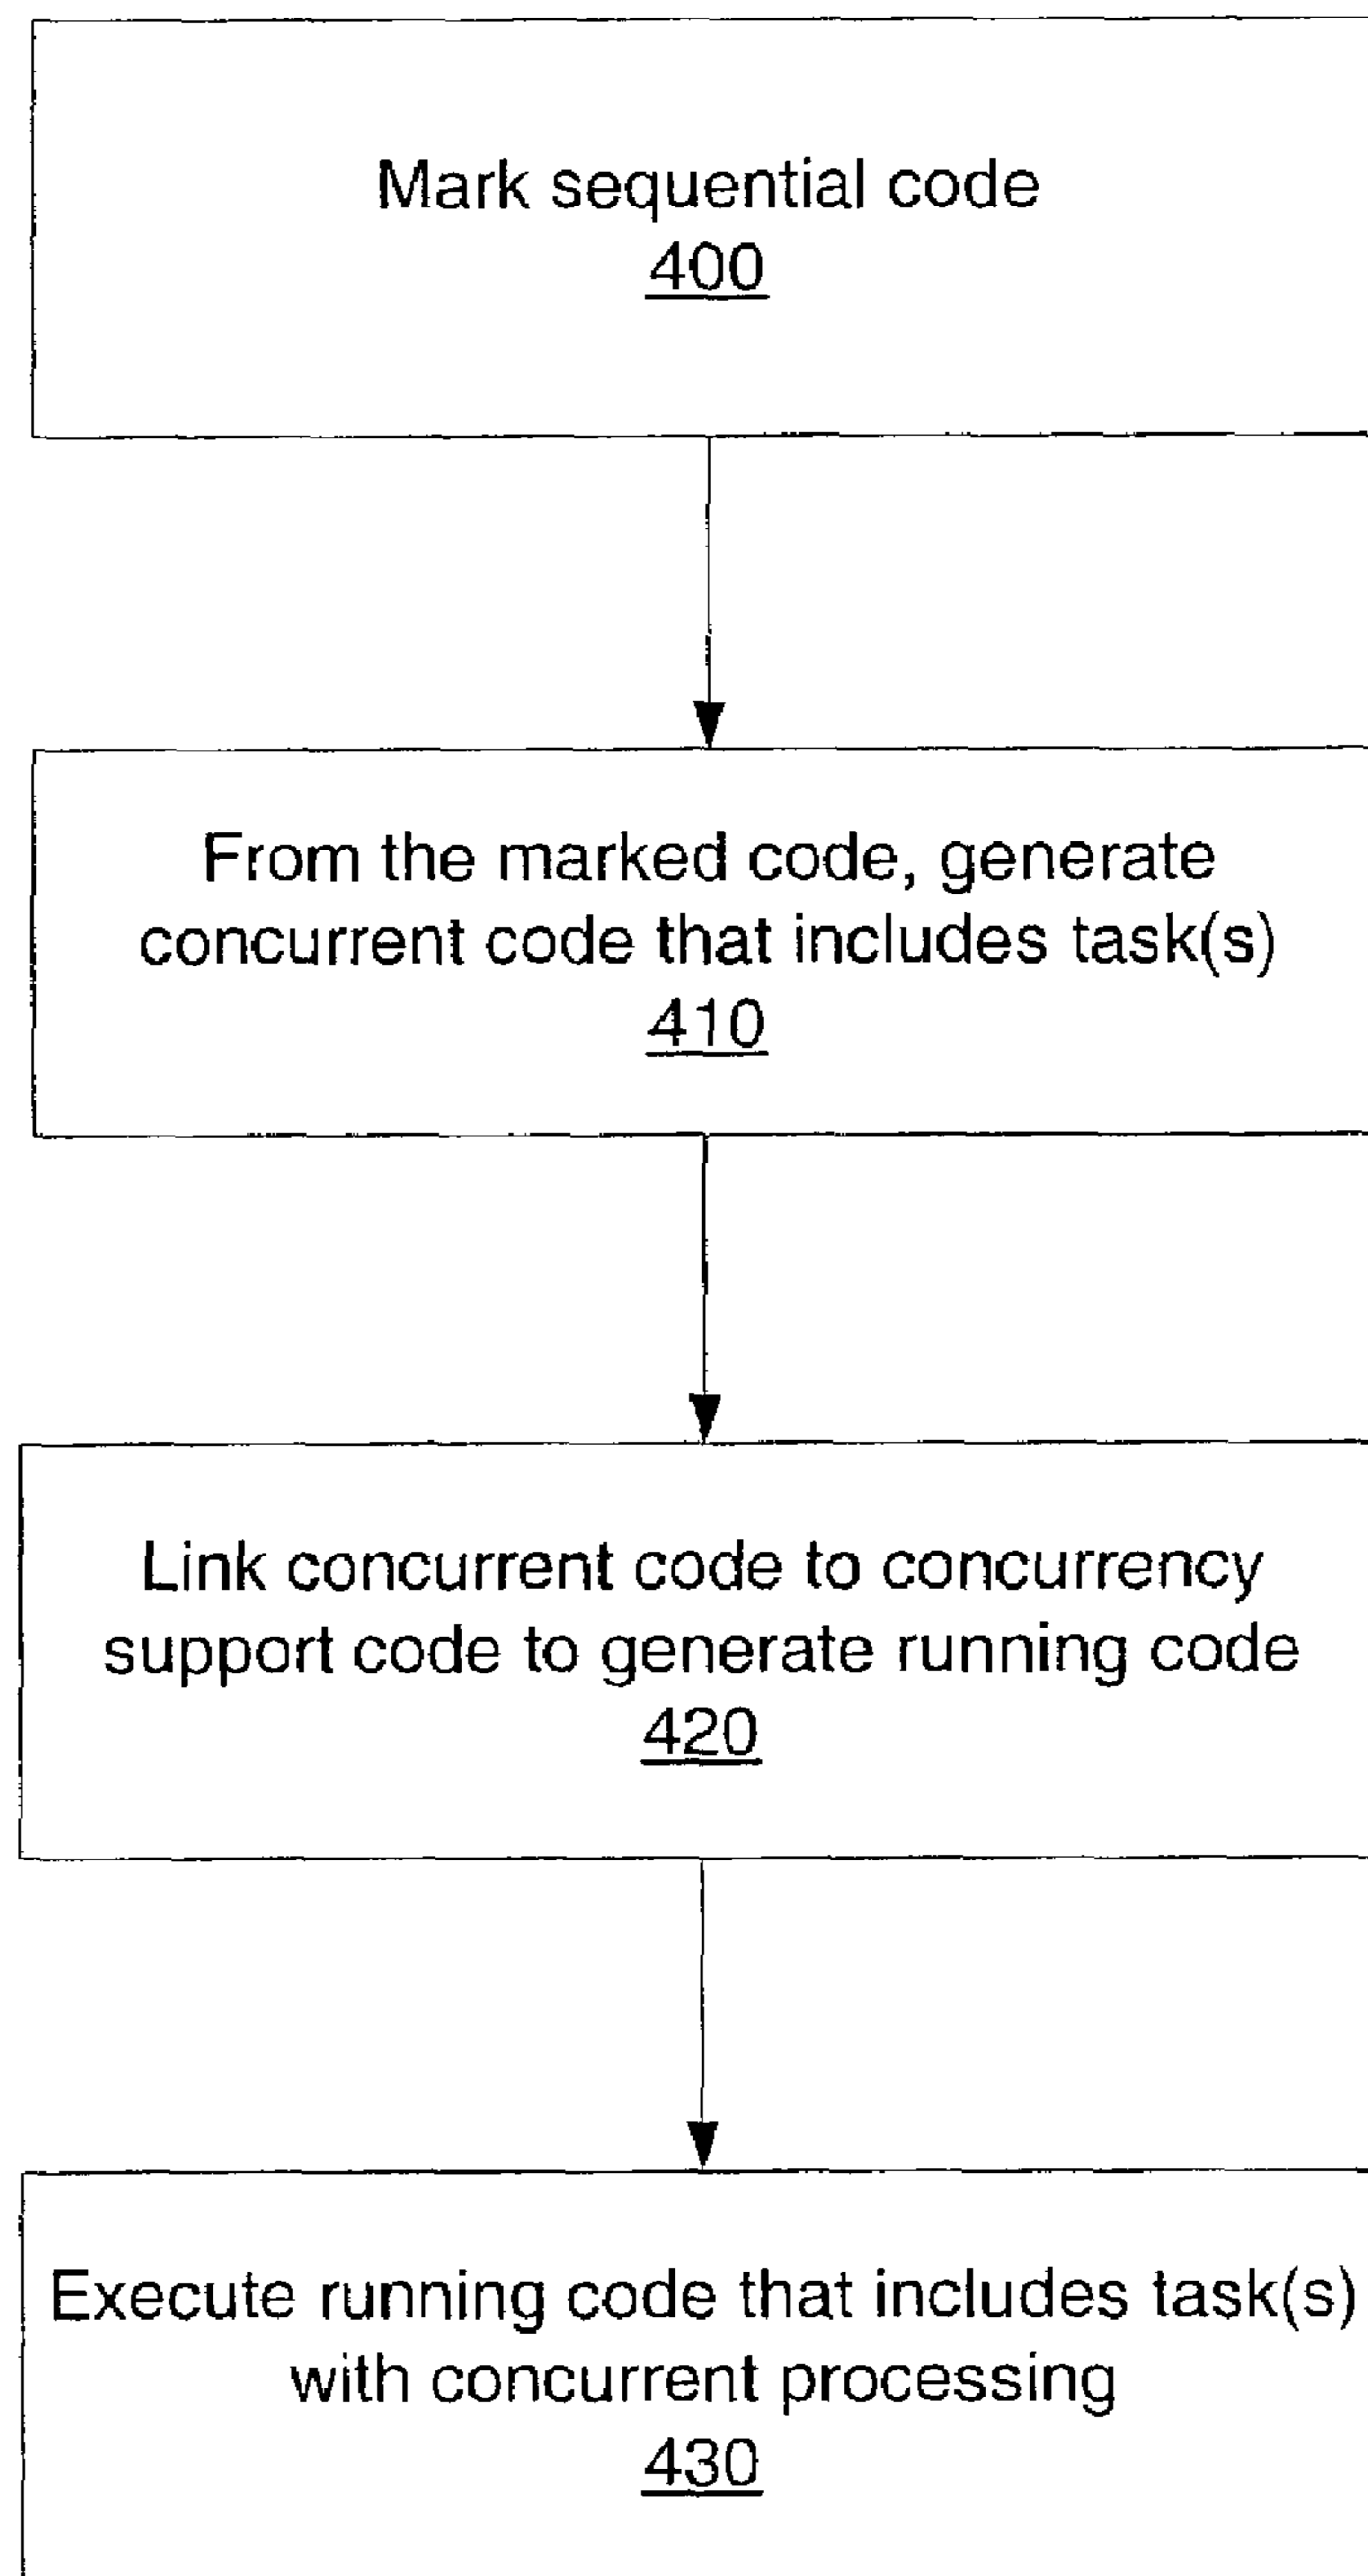 Mark sequential code
400
From the marked code, generate
concurrent code that includes task(s)
410
Link concurrent code to concurrency
support code to generate running code
420
Execute running code that includes task(s)
with concurrent processing
430